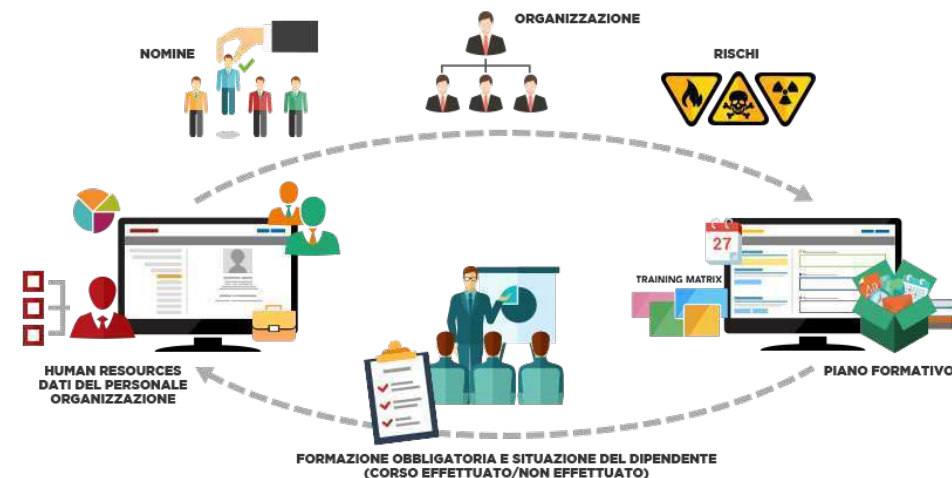 ORGANIZZAZIONE
NOMINE
RISCHI
27
TRAINING MATRIX
HUMAN RESOURCES
DATI DEL PERSONALE
ORGANIZZAZIONE
PIANO FORMATIVO
FORMAZIONE OBBLIGATORIA E SITUAZIONE DEL DIPENDENTE
(CORSO EFFETTUATO/NON EFFETTUATO)